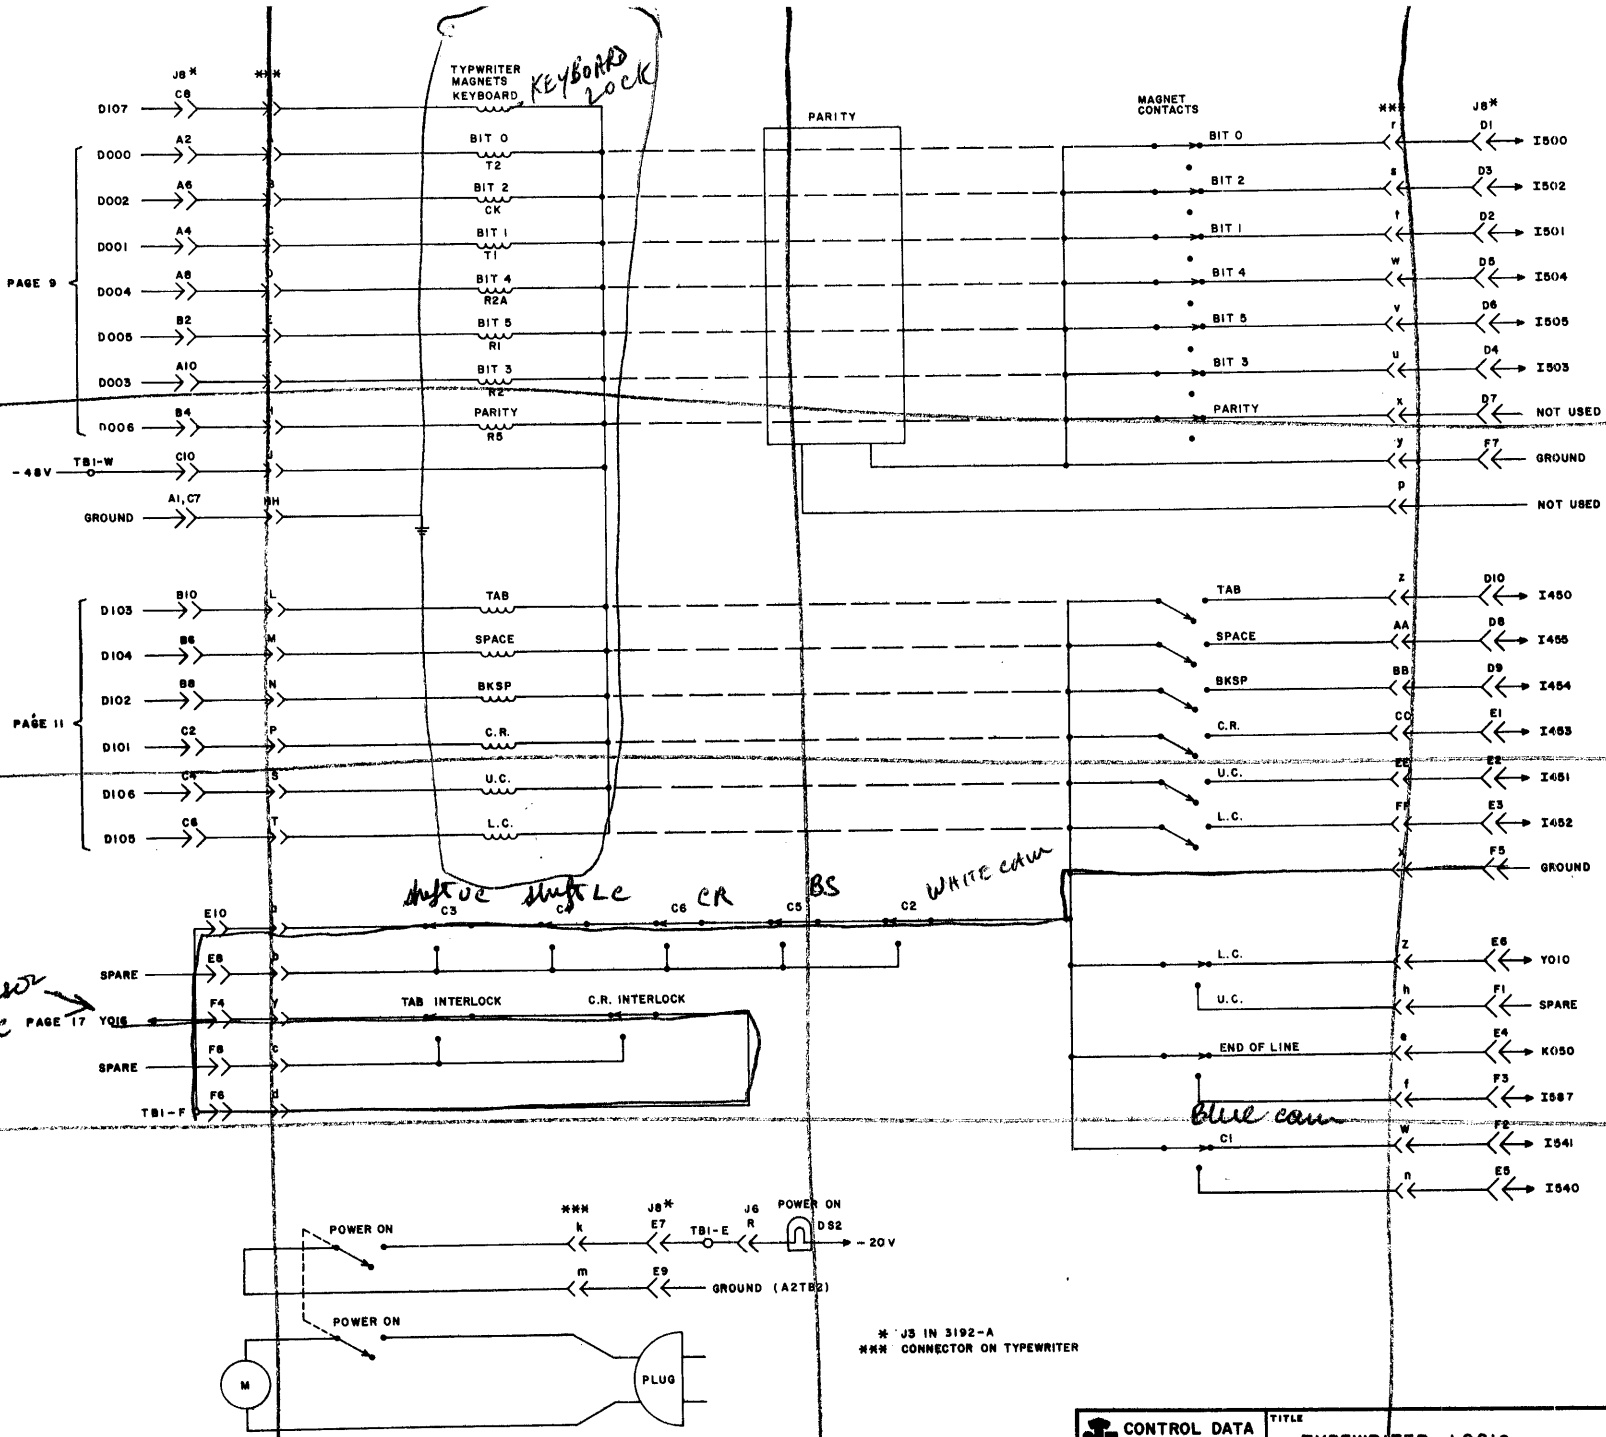 J8* ***
TYPWRITER
MAGNETS
KEYBOARD
KEYBOARD
LOCK
MAGNET
CONTACTS
*** J8*
PARITY
D107 C8
D000 A2 A BIT 0 T2 BIT 0 r D1 I500
D002 A6 B BIT 2 CK BIT 2 s D3 I502
D001 A4 C BIT 1 T1 BIT 1 t D2 I501
PAGE 9
D004 A8 D BIT 4 R2A BIT 4 w D5 I504
D005 B2 E BIT 5 R1 BIT 5 v D6 I505
D003 A10 BIT 3 R2 BIT 3 u D4 I503
D006 B4 H PARITY R5 PARITY x D7 NOT USED
-48V TB1-W C10 J y F7 GROUND
GROUND A1,C7 HH p NOT USED
D103 B10 L TAB TAB z D10 I450
D104 B6 M SPACE SPACE AA D8 I455
D102 B8 N BKSP BKSP BB D9 I454
PAGE 11
D101 C2 P C.R. C.R. CC E1 I453
D106 C4 S U.C. U.C. EE E2 I451
D105 C6 T L.C. L.C. FF E3 I452
X F5 GROUND
shift UC shift LC CR BS WHITE cam
E10 C3 C4 C6 C5 C2
SPARE E8 b L.C. Z E6 Y010
PAGE 17 Y016 F4 Y TAB INTERLOCK C.R. INTERLOCK U.C. h F1 SPARE
SPARE F8 c END OF LINE e E4 K050
TB1-F F6 d f F3 I587
Blue cam
C1 W F2 I541
n E5 I540
POWER ON *** k J8* E7 TB1-E J6 R POWER ON DS2 -20V
m E9 GROUND (A2TB2)
POWER ON
M PLUG
* J3 IN 3192-A
*** CONNECTOR ON TYPEWRITER
CONTROL DATA TITLE
TYPEWRITER LOGIC